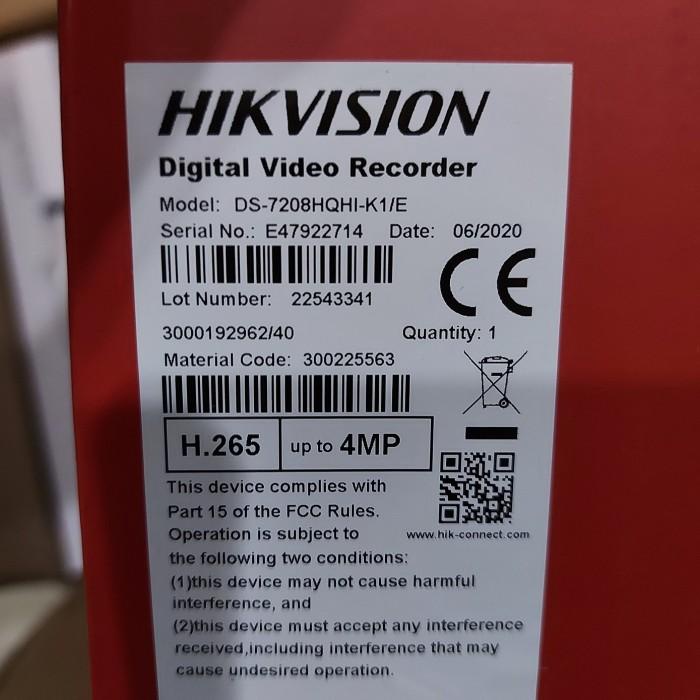 HIKVISION
Digital Video Recorder
Model: DS-7208HQHI-K1/E
Serial No.: E47922714 Date: 06/2020
CE
Lot Number: 22543341
3000192962/40 Quantity: 1
Material Code: 300225563
H.265 up to 4MP
This device complies with
Part 15 of the FCC Rules.
Operation is subject to www.hik-connect.com
the following two conditions:
(1)this device may not cause harmful
interference, and
(2)this device must accept any interference
received,including interference that may
cause undesired operation.